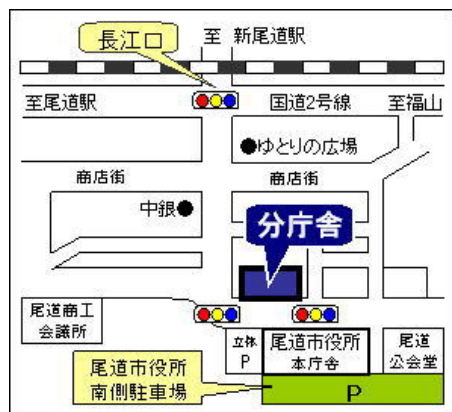 至 新尾道駅
長江口
至尾道駅
国道2号線
至福山
●ゆとりの広場
商店街
商店街
中銀●
分庁舎
尾道商工
会議所
立体
P
尾道市役所
本庁舎
尾道
公会堂
尾道市役所
南側駐車場
P